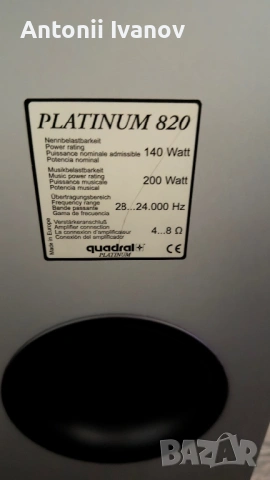 Antonii Ivanov
PLATINUM 820
Nennbelastbarkeit
Power rating
Puissance nominale admissible 140 Watt
Potencia nominal
Musikbelastbarkeit
Music power rating
Puissance musicale 200 Watt
Potencia musical
Übertragungsbereich
Frequency range
Bande passante 28...24.000 Hz
Gama de frecuencia
Verstärkeranschluß
Amplifier connection
La connexion d'amplificateur 4...8 Ω
Conexión del amplificador
Made in Europe
quadral
PLATINUM
CE
bazar